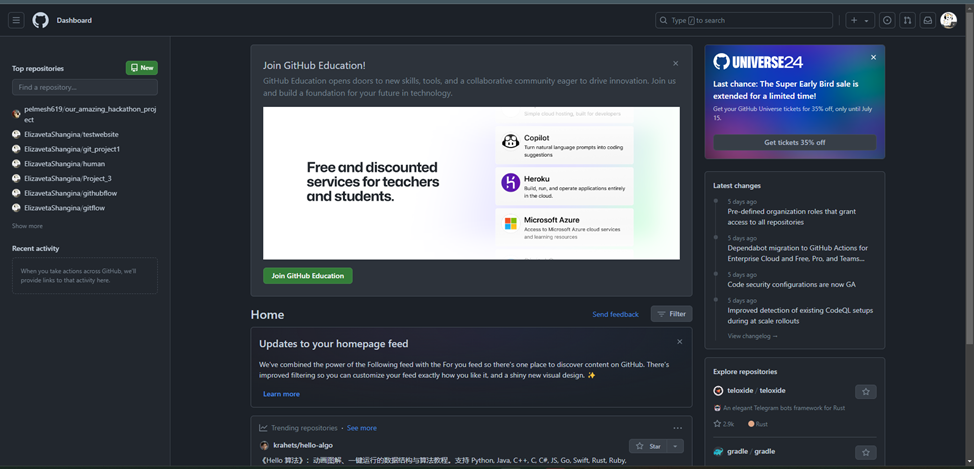 Dashboard
Type / to search
Top repositories
New
Find a repository...
pelmesh619/our_amazing_hackathon_proj
ect
ElizavetaShangina/testwebsite
ElizavetaShangina/git_project1
ElizavetaShangina/human
ElizavetaShangina/Project_3
ElizavetaShangina/githubflow
ElizavetaShangina/gitflow
Show more
Recent activity
When you take actions across GitHub, we'll
provide links to that activity here.
Join GitHub Education!
GitHub Education opens doors to new skills, tools, and a collaborative community eager to drive innovation. Join us
and build a foundation for your future in technology.
Free and discounted
services for teachers
and students.
Simple cloud hosting, built for developers
Copilot
Turn natural language prompts into coding
suggestions
Heroku
Build, run, and operate applications entirely
in the cloud.
Microsoft Azure
Access to Microsoft Azure cloud services
and learning resources
Join GitHub Education
Home
Send feedback
Filter
Updates to your homepage feed
We've combined the power of the Following feed with the For you feed so there's one place to discover content on GitHub. There's
improved filtering so you can customize your feed exactly how you like it, and a shiny new visual design. ✨
Learn more
Trending repositories · See more
krahets/hello-algo
Star
《Hello 算法》：动画图解、一键运行的数据结构与算法教程。支持 Python, Java, C++, C, C#, JS, Go, Swift, Rust, Ruby,
UNIVERSE24
Last chance: The Super Early Bird sale is
extended for a limited time!
Get your GitHub Universe tickets for 35% off, only until July
15.
Get tickets 35% off
Latest changes
5 days ago
Pre-defined organization roles that grant
access to all repositories
5 days ago
Dependabot migration to GitHub Actions for
Enterprise Cloud and Free, Pro, and Teams...
5 days ago
Code security configurations are now GA
5 days ago
Improved detection of existing CodeQL setups
during at scale rollouts
View changelog →
Explore repositories
teloxide / teloxide
An elegant Telegram bots framework for Rust
2.9k
Rust
gradle / gradle